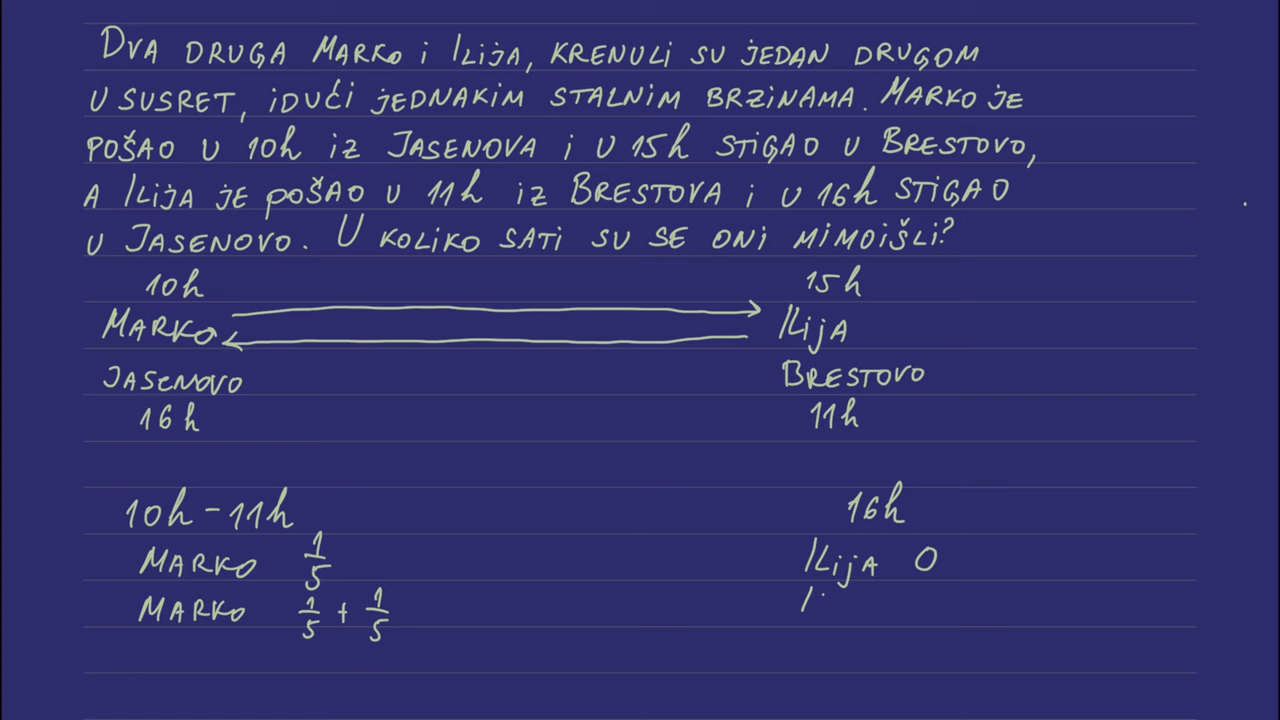 DVA DRUGA MARKO i ILIJA, KRENULI SU JEDAN DRUGOM
U SUSRET, IDUĆI JEDNAKIM STALNIM BRZINAMA. MARKO JE
POŠAO U 10h IZ JASENOVA i U 15h STIGAO U BRESTOVO,
A ILIJA JE POŠAO U 11h IZ BRESTOVA i U 16h STIGAO
U JASENOVO. U KOLIKO SATI SU SE ONI MIMOIŠLI?
10h 15h
MARKO ILIJA
JASENOVO BRESTOVO
16h 11h
10h - 11h 16h
MARKO 1/5 ILIJA 0
MARKO 1/5 + 1/5